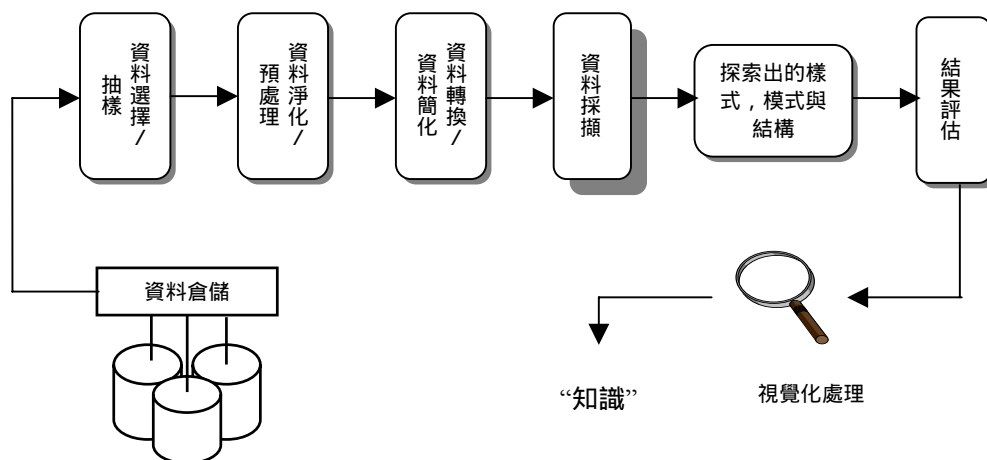 資料選擇/
抽樣
資料淨化/
預處理
資料轉換/
資料簡化
資料採擷
探索出的樣
式，模式與
結構
結果評估
資料倉儲
“知識”
視覺化處理